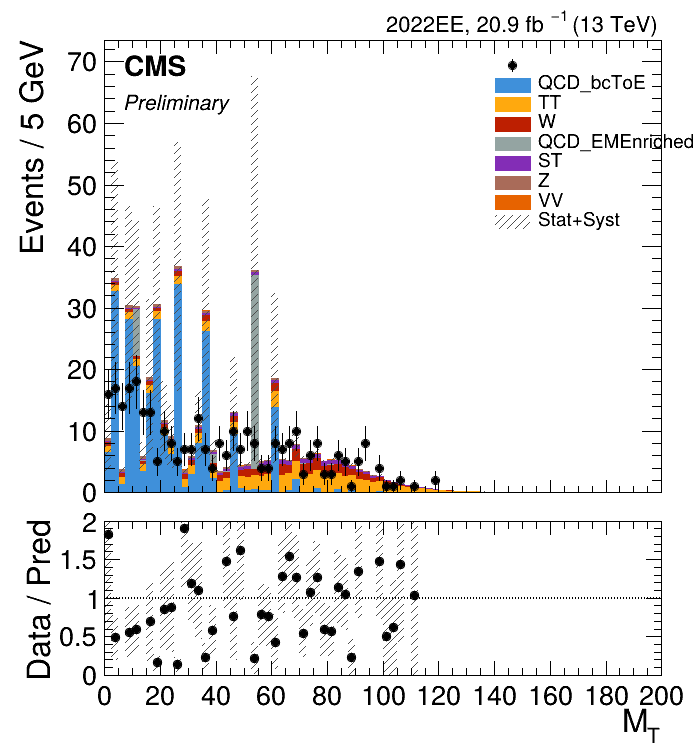 2022EE, 20.9 fb⁻¹ (13 TeV)
CMS
Preliminary
QCD_bcToE
TT
W
QCD_EMEnriched
ST
Z
VV
Stat+Syst
Events / 5 GeV
70
60
50
40
30
20
10
0
Data / Pred
2
1.5
1
0.5
0
0 20 40 60 80 100 120 140 160 180 200
M_T